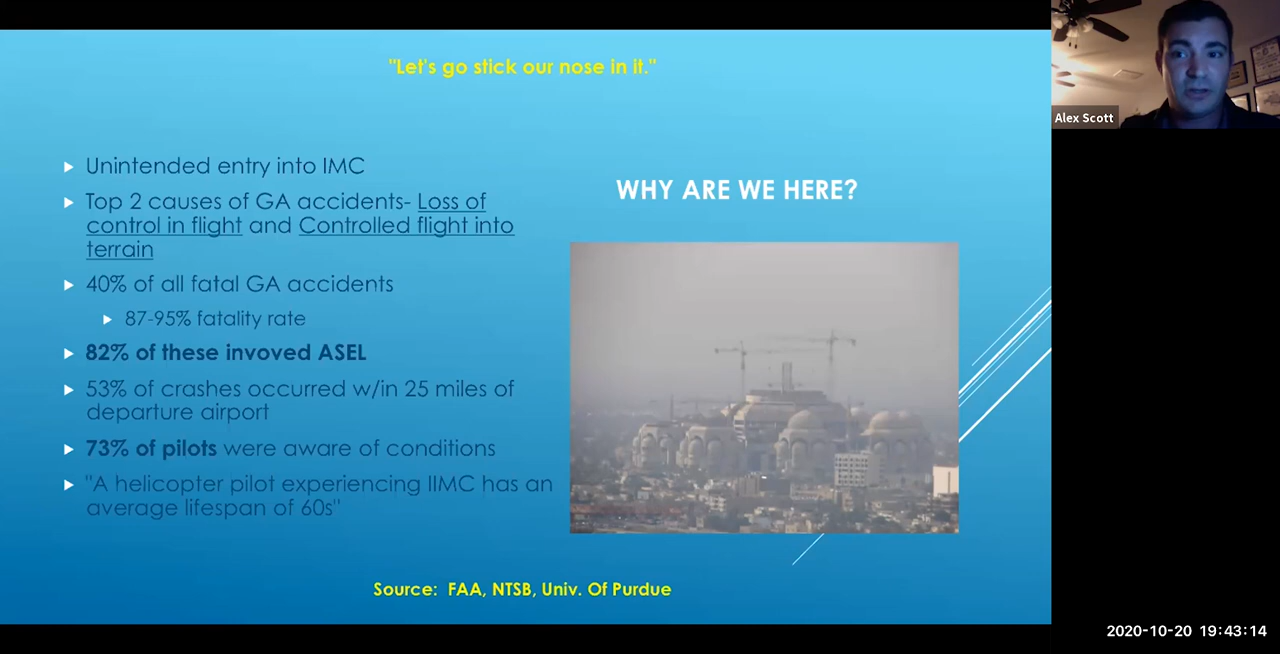 "Let's go stick our nose in it."
Unintended entry into IMC
Top 2 causes of GA accidents- Loss of
control in flight and Controlled flight into
terrain
40% of all fatal GA accidents
87-95% fatality rate
82% of these invoved ASEL
53% of crashes occurred w/in 25 miles of
departure airport
73% of pilots were aware of conditions
"A helicopter pilot experiencing IIMC has an
average lifespan of 60s"
WHY ARE WE HERE?
Source: FAA, NTSB, Univ. Of Purdue
Alex Scott
2020-10-20 19:43:14